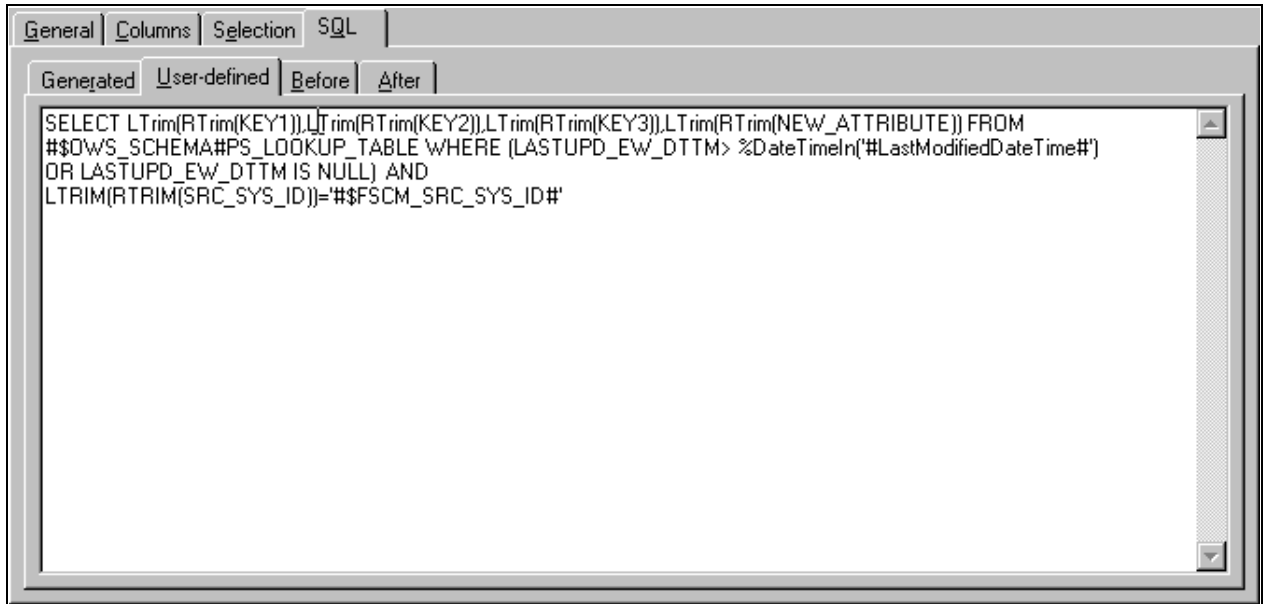 General Columns Selection SQL
Generated User-defined Before After
SELECT LTrim(RTrim(KEY1)),LTrim(RTrim(KEY2)),LTrim(RTrim(KEY3)),LTrim(RTrim(NEW_ATTRIBUTE)) FROM
#$OWS_SCHEMA#PS_LOOKUP_TABLE WHERE (LASTUPD_EW_DTTM> %DateTimeIn('#LastModifiedDateTime#')
OR LASTUPD_EW_DTTM IS NULL) AND
LTRIM(RTRIM(SRC_SYS_ID))='#$FSCM_SRC_SYS_ID#'